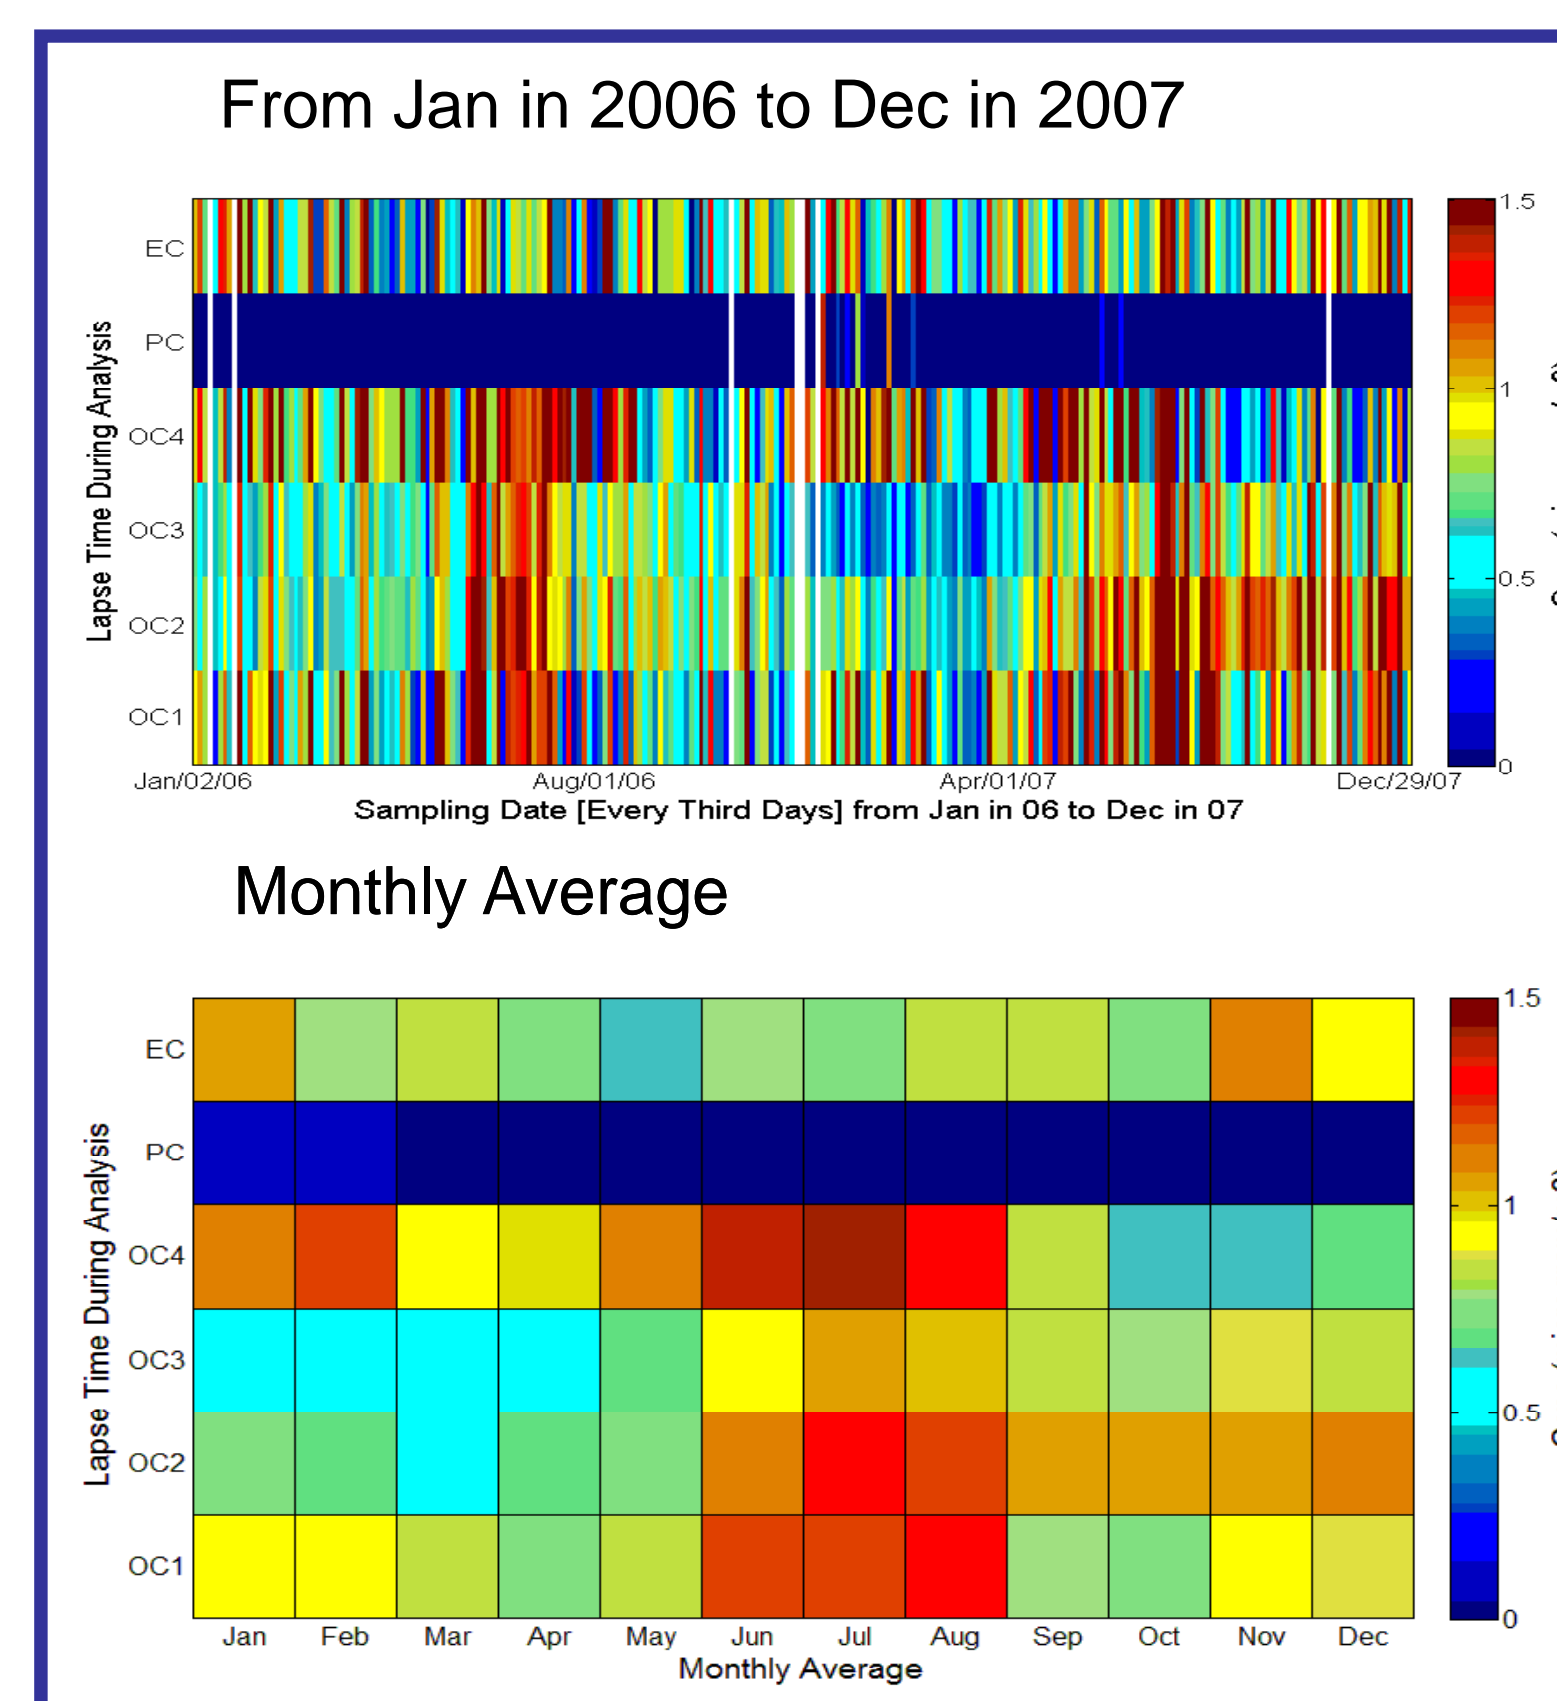 From Jan in 2006 to Dec in 2007
1.5
EC
PC
1
OC4
OC3
0.5
OC2
OC1
0
Lapse Time During Analysis
Jan/02/06 Aug/01/06 Apr/01/07 Dec/29/07
Sampling Date [Every Third Days] from Jan in 06 to Dec in 07
Monthly Average
1.5
EC
PC
1
OC4
OC3
0.5
OC2
OC1
0
Lapse Time During Analysis
Jan Feb Mar Apr May Jun Jul Aug Sep Oct Nov Dec
Monthly Average